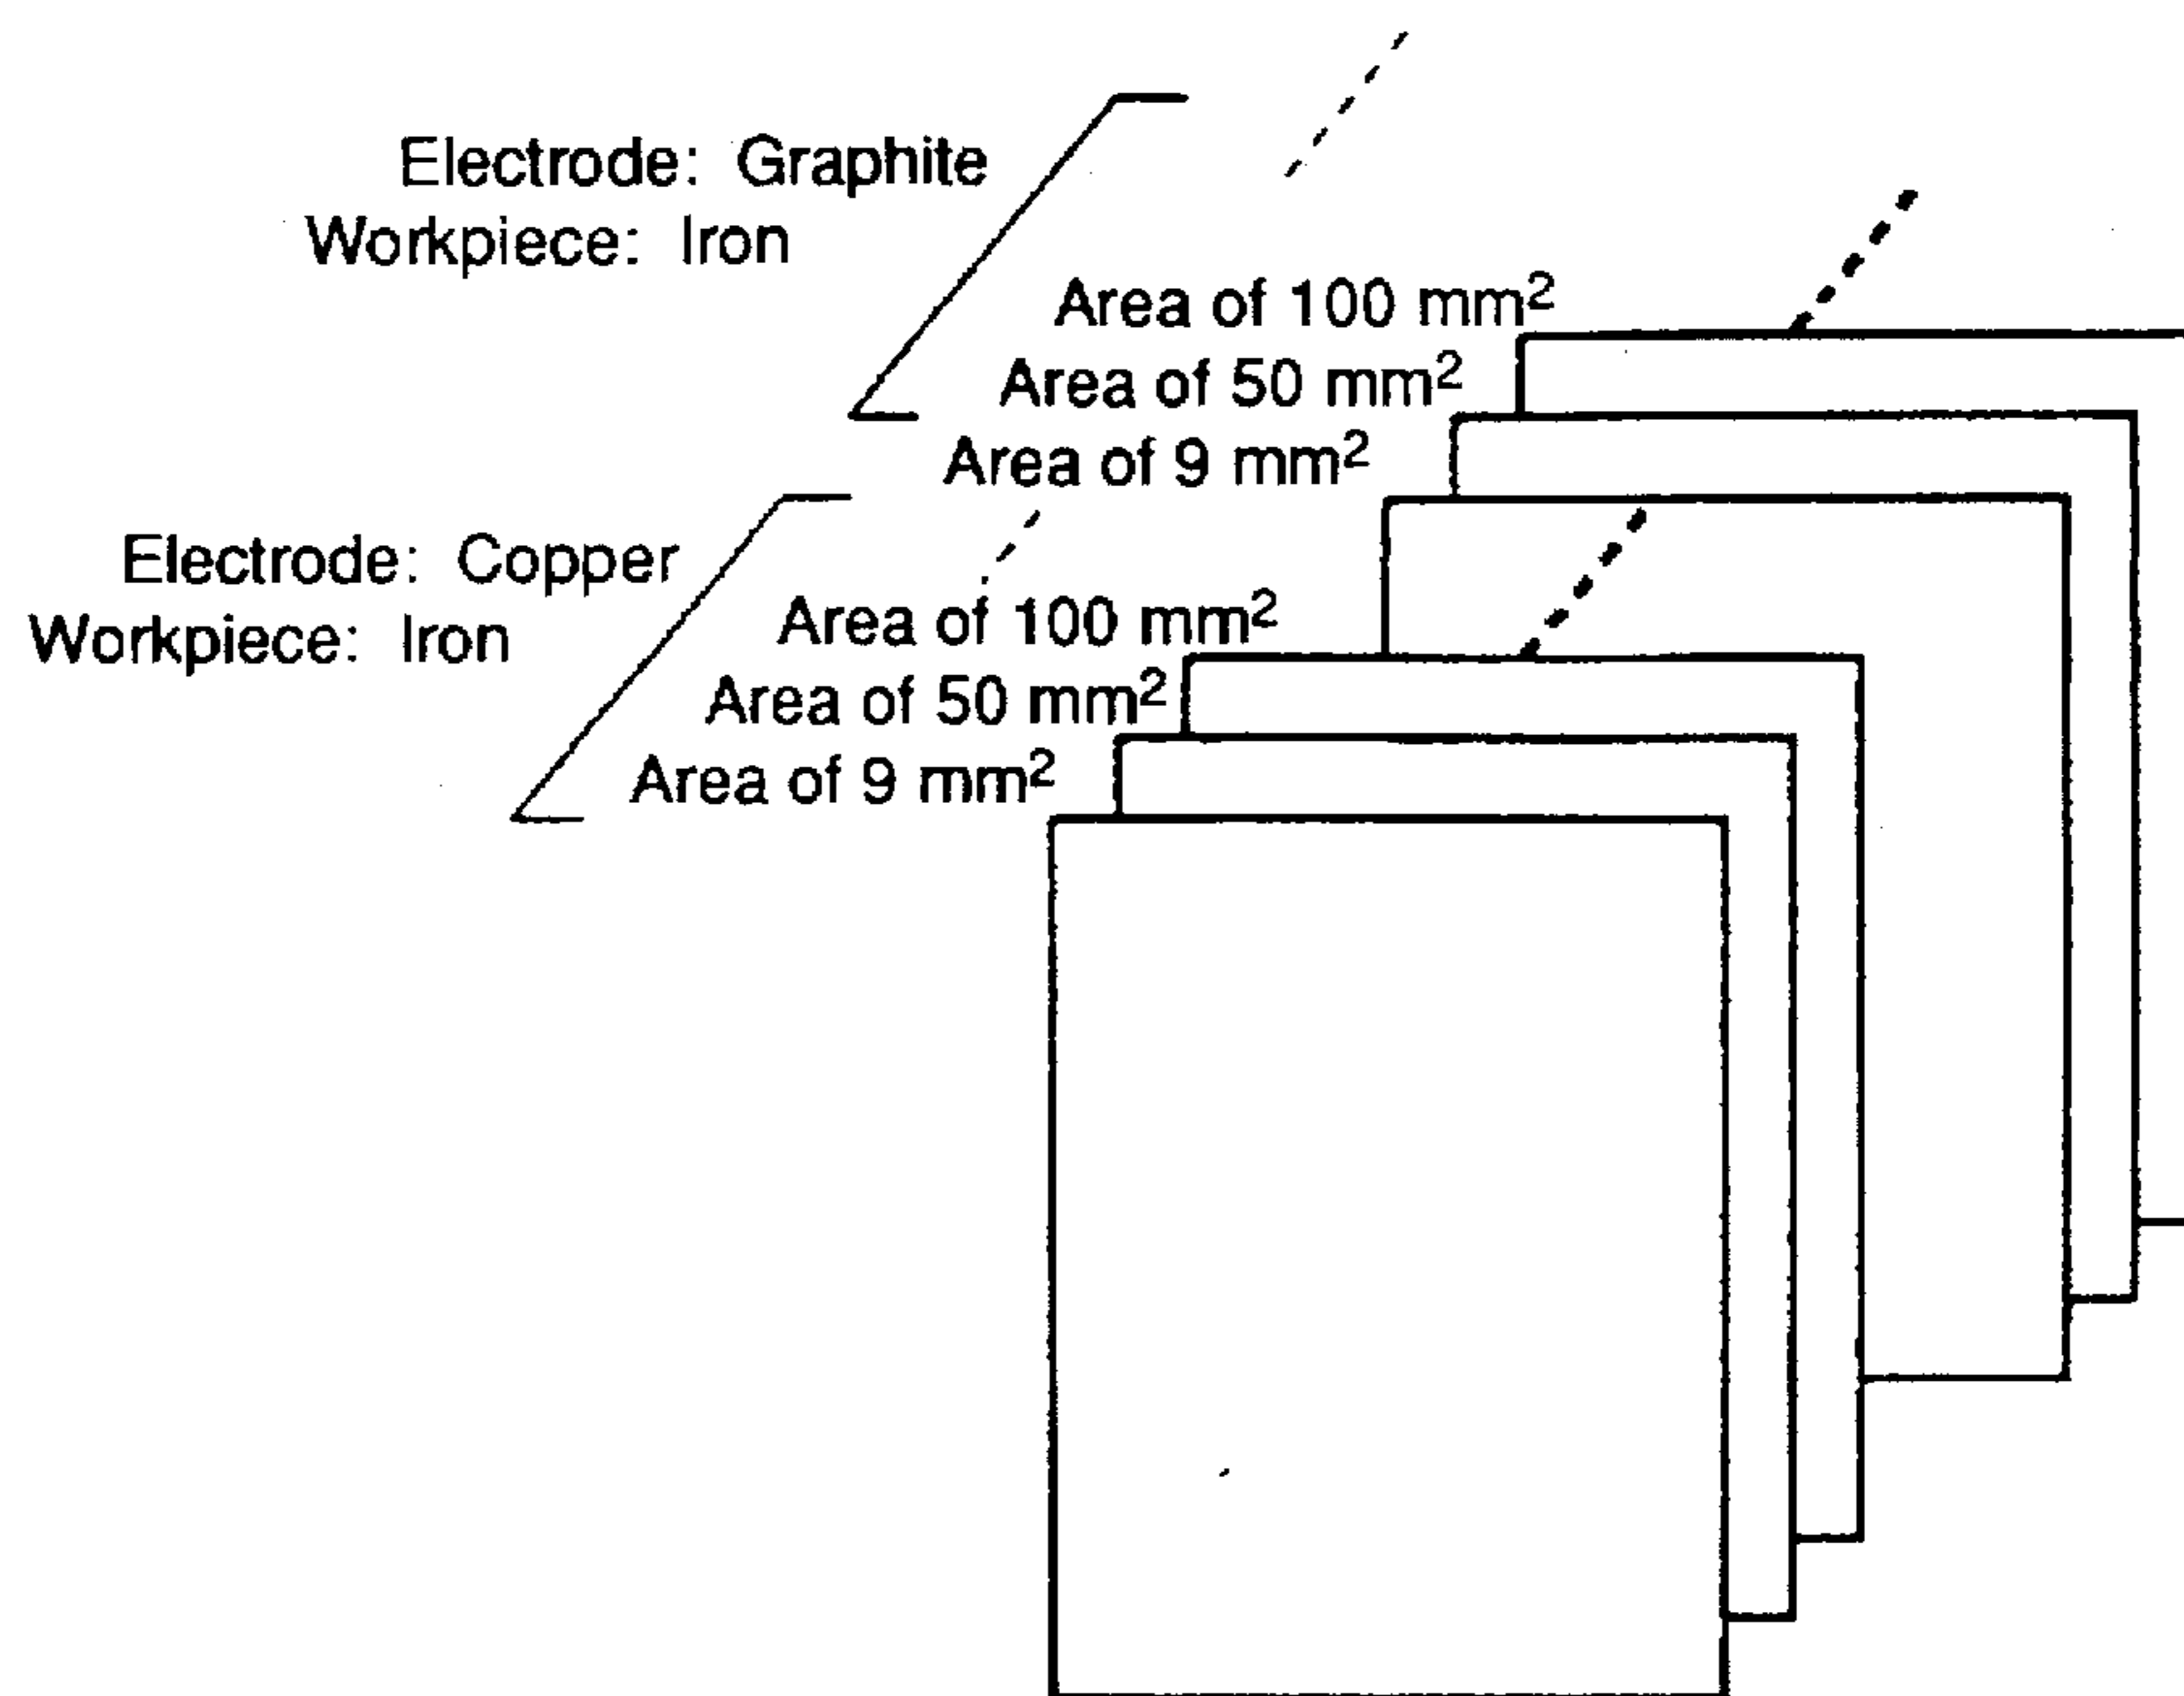 Electrode: Graphite
Workpiece: Iron
Area of 100 mm²
Area of 50 mm²
Area of 9 mm²
Electrode: Copper
Workpiece: Iron
Area of 100 mm²
Area of 50 mm²
Area of 9 mm²